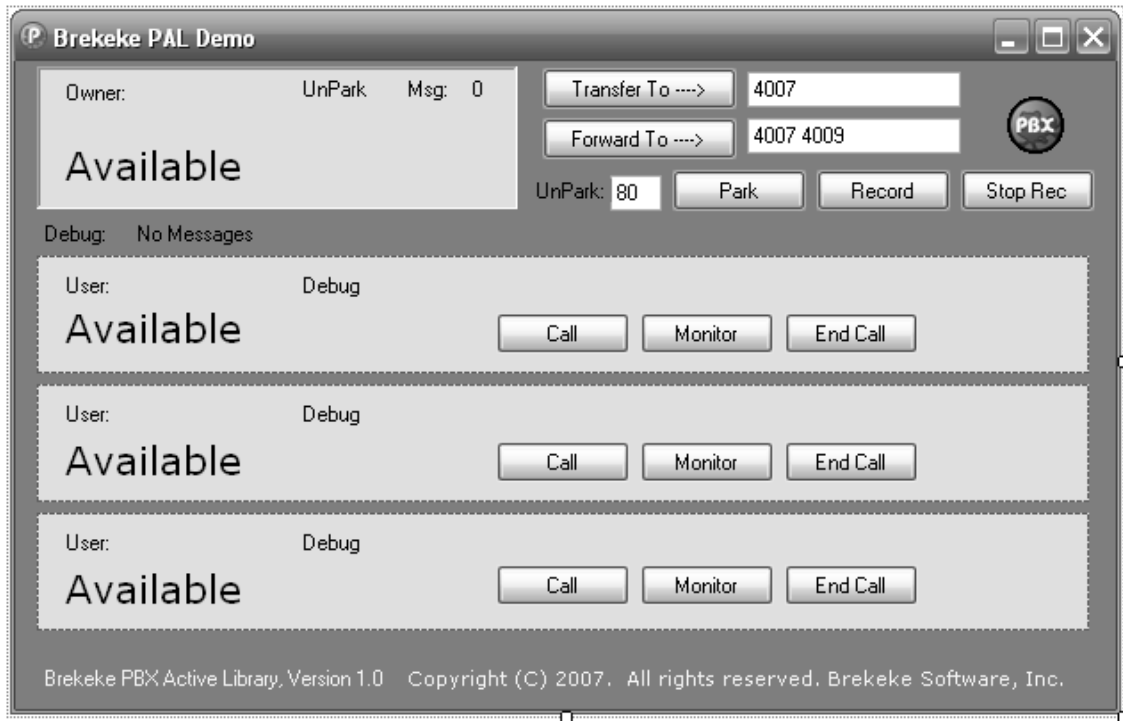 Brekeke PAL Demo
Owner: UnPark Msg: 0
Available
Transfer To ----> 4007
Forward To ----> 4007 4009
PBX
UnPark: 80 Park Record Stop Rec
Debug: No Messages
User: Debug
Available Call Monitor End Call
User: Debug
Available Call Monitor End Call
User: Debug
Available Call Monitor End Call
Brekeke PBX Active Library, Version 1.0 Copyright (C) 2007. All rights reserved. Brekeke Software, Inc.